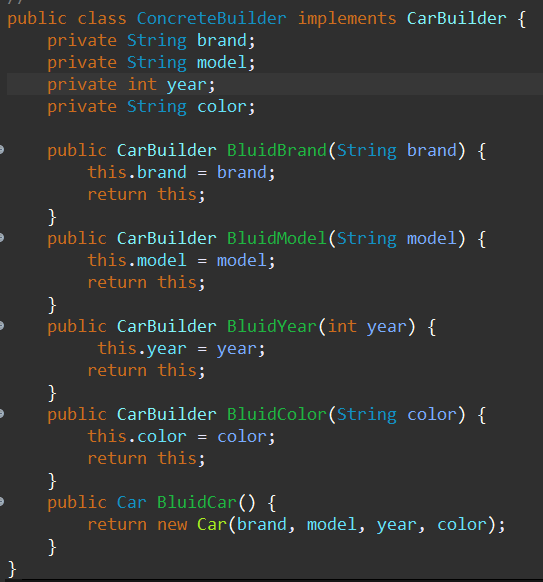 //
public class ConcreteBuilder implements CarBuilder {
    private String brand;
    private String model;
    private int year;
    private String color;

    public CarBuilder BluidBrand(String brand) {
        this.brand = brand;
        return this;
    }
    public CarBuilder BluidModel(String model) {
        this.model = model;
        return this;
    }
    public CarBuilder BluidYear(int year) {
         this.year = year;
        return this;
    }
    public CarBuilder BluidColor(String color) {
        this.color = color;
        return this;
    }
    public Car BluidCar() {
        return new Car(brand, model, year, color);
    }
}